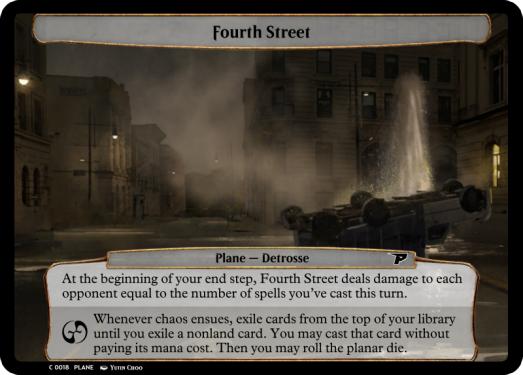 Fourth Street
Plane — Detrosse
At the beginning of your end step, Fourth Street deals damage to each
opponent equal to the number of spells you've cast this turn.
Whenever chaos ensues, exile cards from the top of your library
until you exile a nonland card. You may cast that card without
paying its mana cost. Then you may roll the planar die.
C 0018 PLANE Yutin Choo